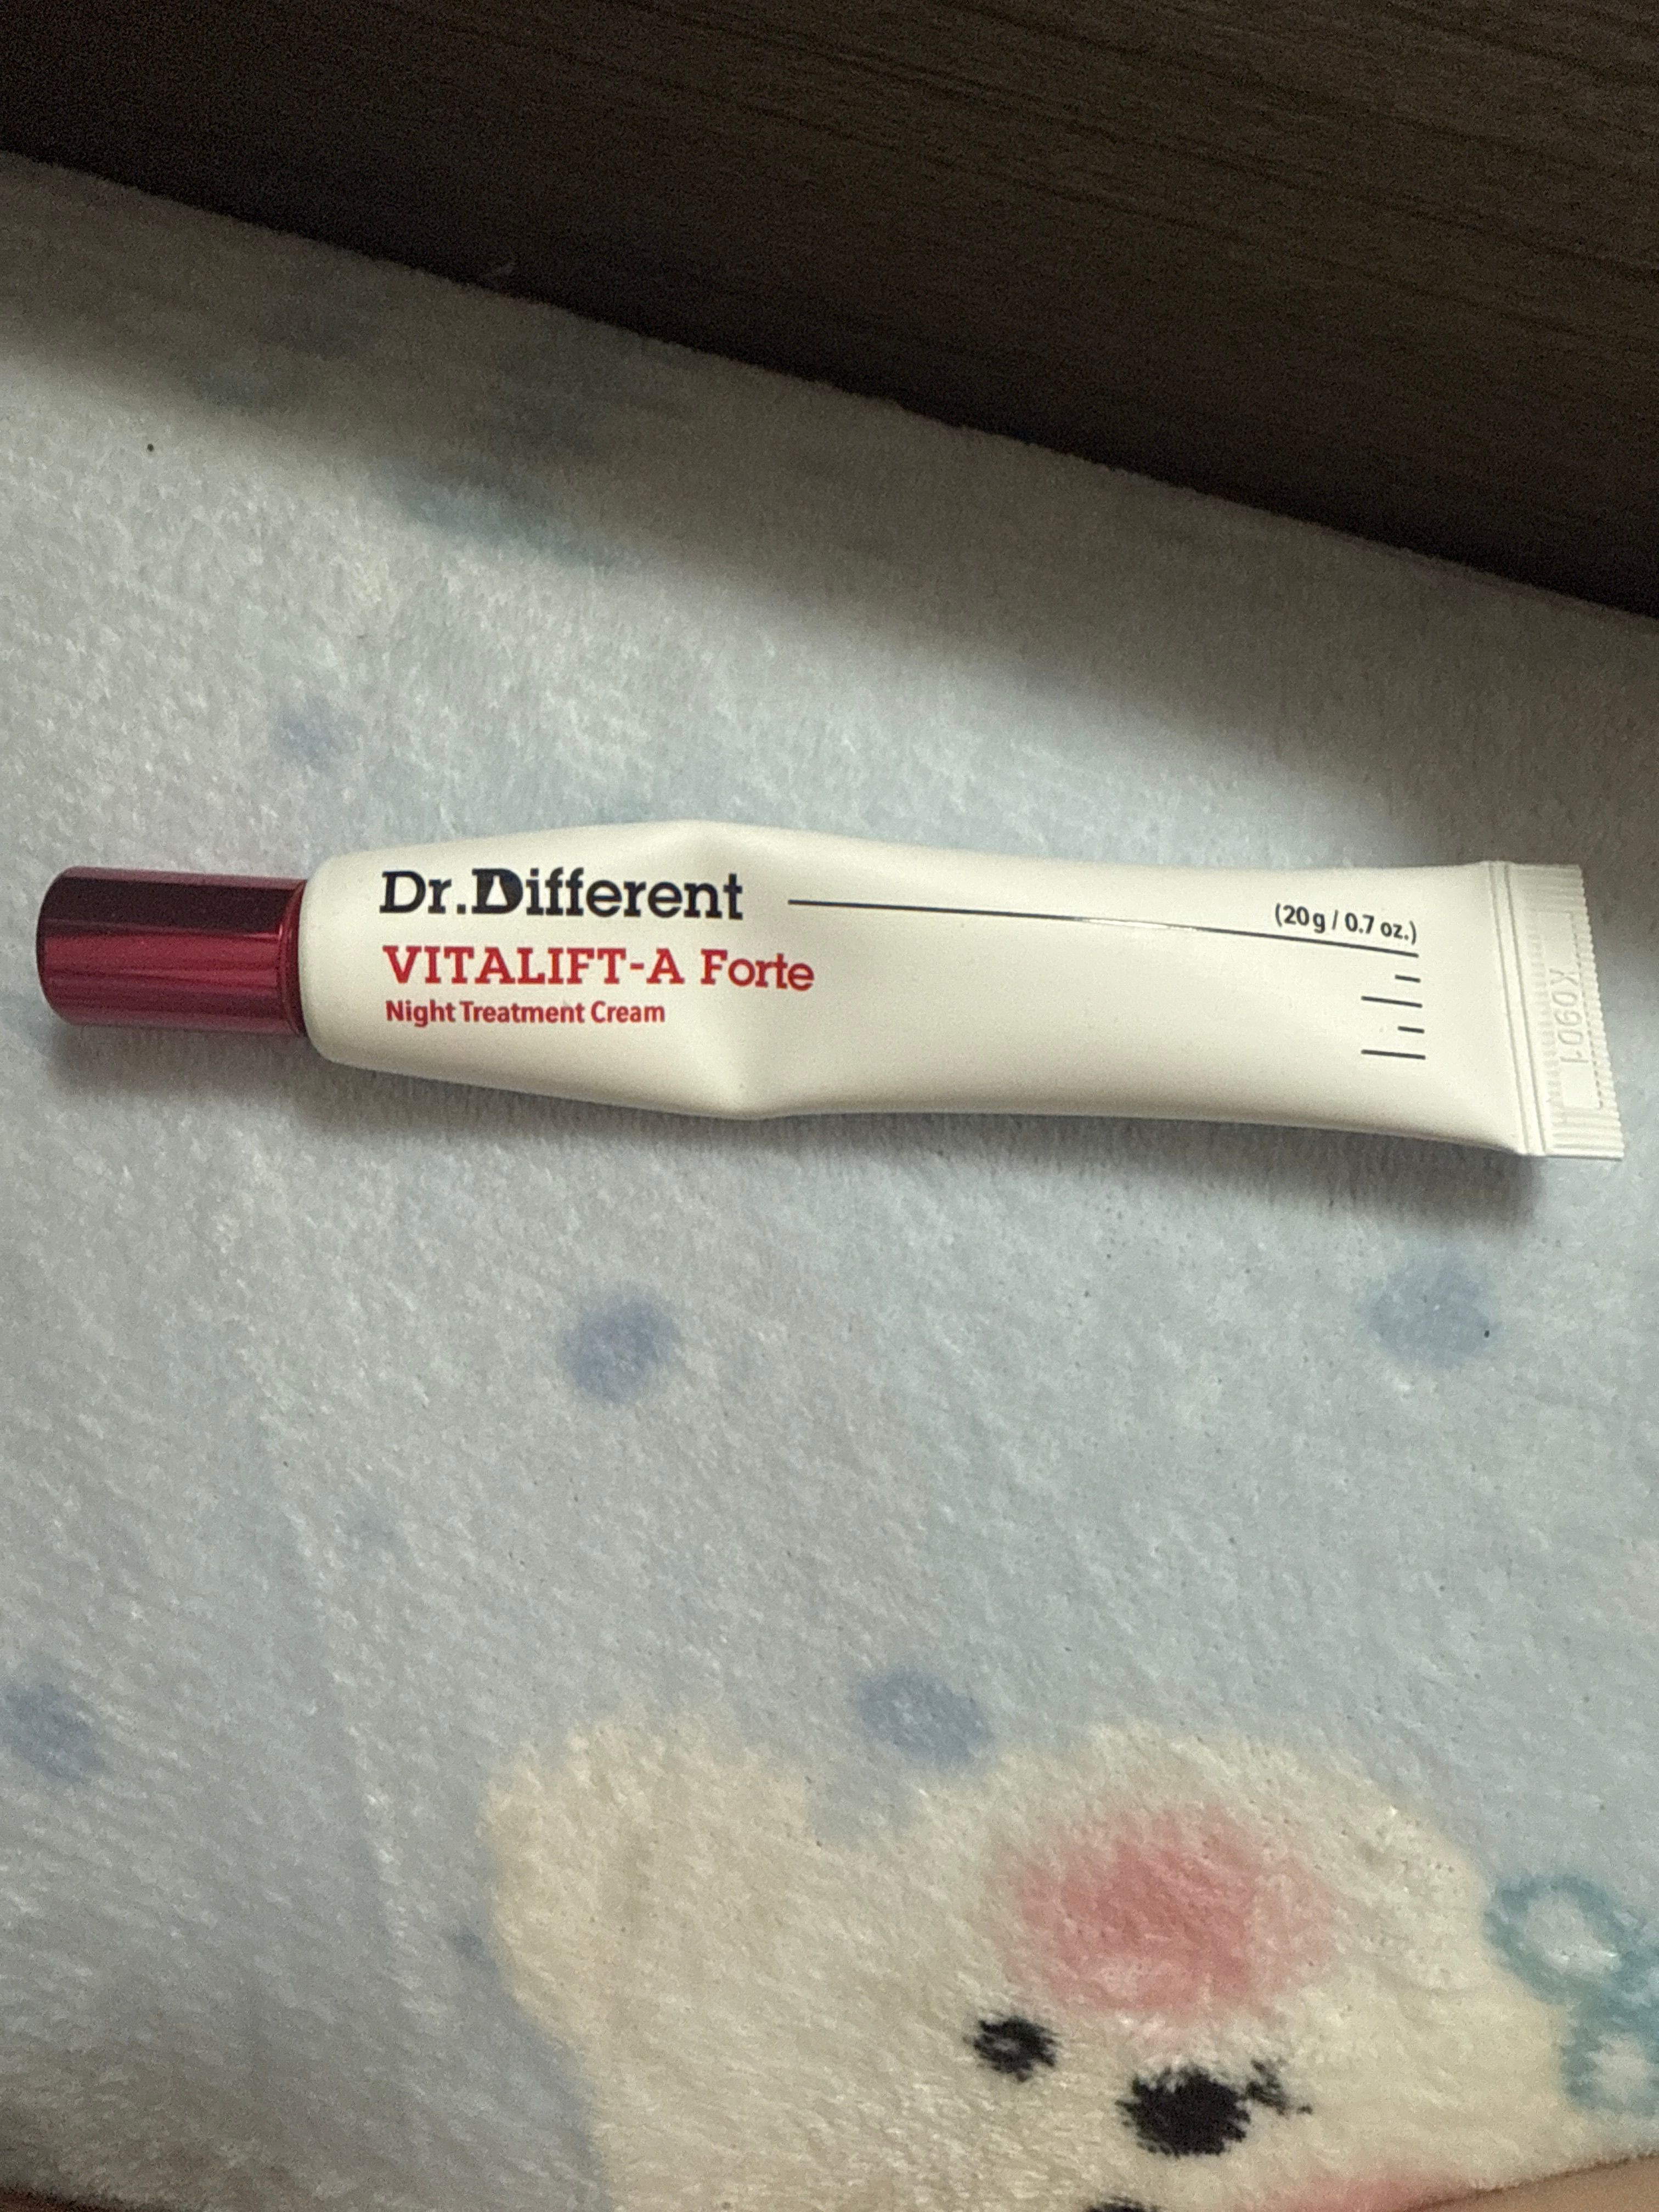 Dr.Different
VITALIFT-A Forte
Night Treatment Cream
(20g / 0.7 oz.)